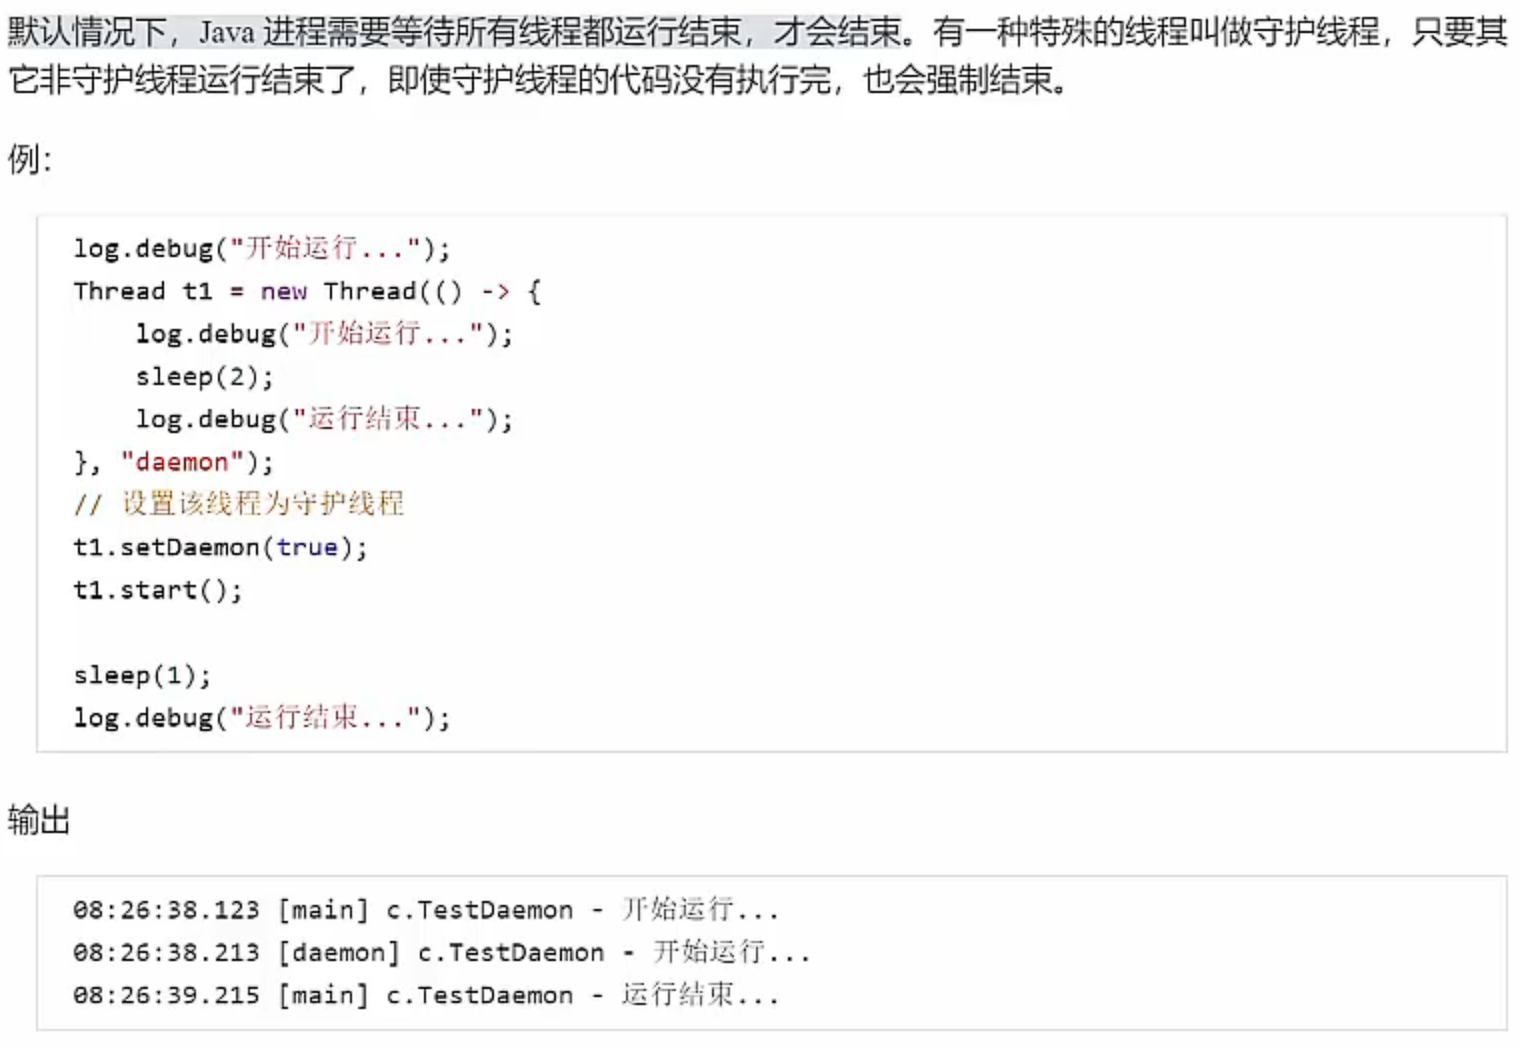 默认情况下，Java 进程需要等待所有线程都运行结束，才会结束。有一种特殊的线程叫做守护线程，只要其
它非守护线程运行结束了，即使守护线程的代码没有执行完，也会强制结束。
例：
log.debug("开始运行...");
Thread t1 = new Thread(() -> {
    log.debug("开始运行...");
    sleep(2);
    log.debug("运行结束...");
}, "daemon");
// 设置该线程为守护线程
t1.setDaemon(true);
t1.start();
sleep(1);
log.debug("运行结束...");
输出
08:26:38.123 [main] c.TestDaemon - 开始运行...
08:26:38.213 [daemon] c.TestDaemon - 开始运行...
08:26:39.215 [main] c.TestDaemon - 运行结束...